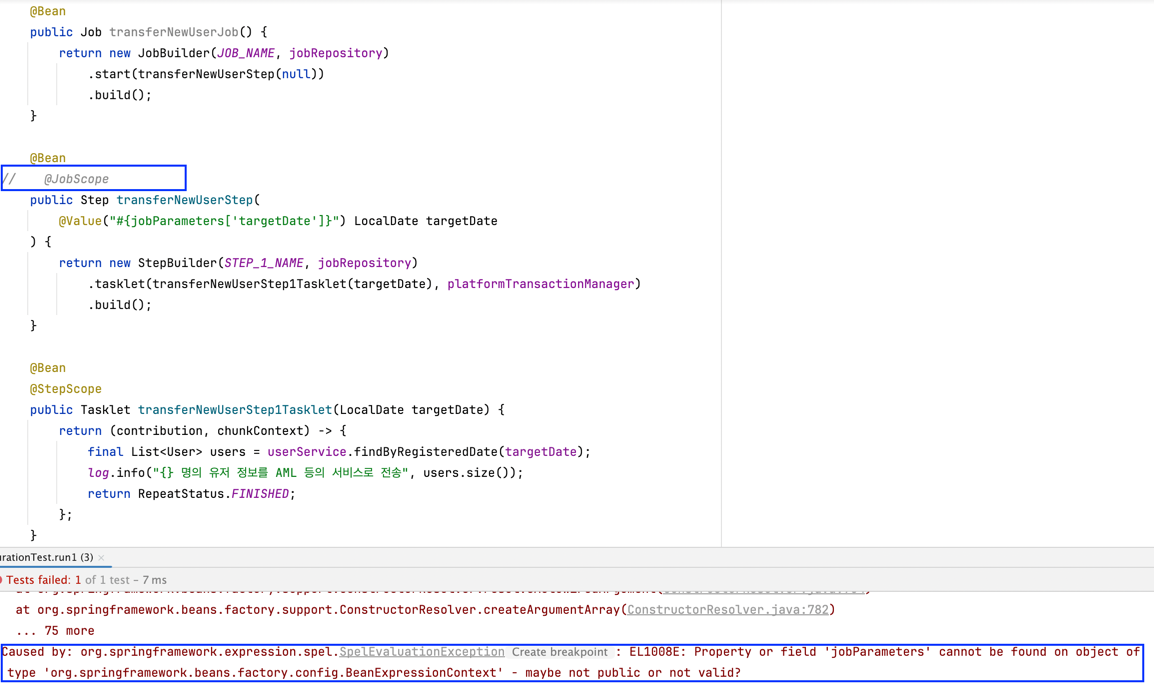 @Bean
public Job transferNewUserJob() {
return new JobBuilder(JOB_NAME, jobRepository)
.start(transferNewUserStep(null))
.build();
}
@Bean
// @JobScope
public Step transferNewUserStep(
@Value("#{jobParameters['targetDate']}") LocalDate targetDate
) {
return new StepBuilder(STEP_1_NAME, jobRepository)
.tasklet(transferNewUserStep1Tasklet(targetDate), platformTransactionManager)
.build();
}
@Bean
@StepScope
public Tasklet transferNewUserStep1Tasklet(LocalDate targetDate) {
return (contribution, chunkContext) -> {
final List<User> users = userService.findByRegisteredDate(targetDate);
log.info("{} 명의 유저 정보를 AML 등의 서비스로 전송", users.size());
return RepeatStatus.FINISHED;
};
}
urationTest.run1 (3) ×
Tests failed: 1 of 1 test – 7 ms
at org.springframework.beans.factory.support.ConstructorResolver.createArgumentArray(ConstructorResolver.java:782)
... 75 more
Caused by: org.springframework.expression.spel.SpelEvaluationException Create breakpoint : EL1008E: Property or field 'jobParameters' cannot be found on object of
type 'org.springframework.beans.factory.config.BeanExpressionContext' - maybe not public or not valid?